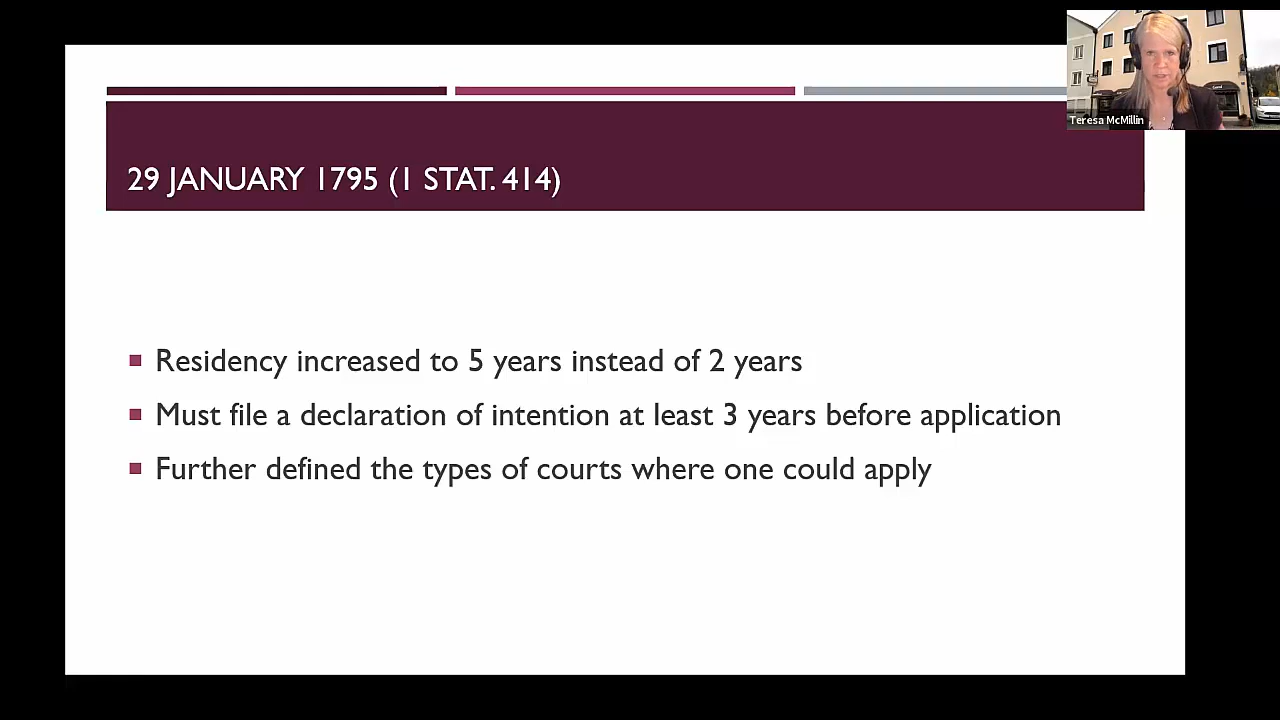 Teresa McMillin
29 JANUARY 1795 (1 STAT. 414)
Residency increased to 5 years instead of 2 years
Must file a declaration of intention at least 3 years before application
Further defined the types of courts where one could apply